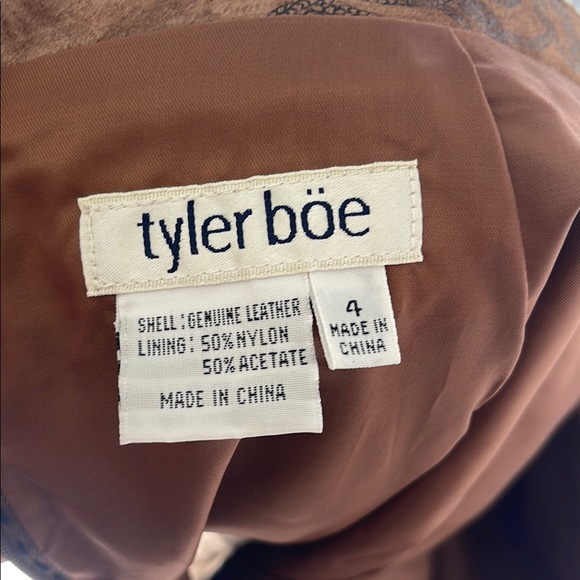 tyler böe
SHELL: GENUINE LEATHER
LINING: 50% NYLON
50% ACETATE
MADE IN CHINA
4
MADE IN
CHINA